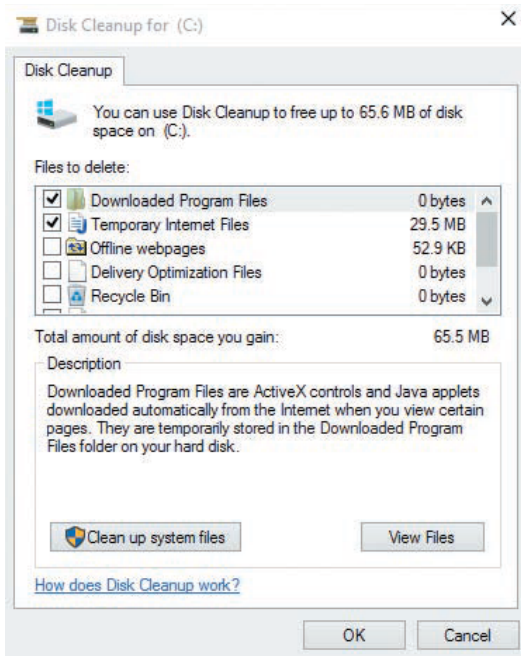 Disk Cleanup for (C:)
Disk Cleanup
You can use Disk Cleanup to free up to 65.6 MB of disk
space on (C:).
Files to delete:
Downloaded Program Files 0 bytes
Temporary Internet Files 29.5 MB
Offline webpages 52.9 KB
Delivery Optimization Files 0 bytes
Recycle Bin 0 bytes
Total amount of disk space you gain: 65.5 MB
Description
Downloaded Program Files are ActiveX controls and Java applets
downloaded automatically from the Internet when you view certain
pages. They are temporarily stored in the Downloaded Program
Files folder on your hard disk.
Clean up system files View Files
How does Disk Cleanup work?
OK Cancel